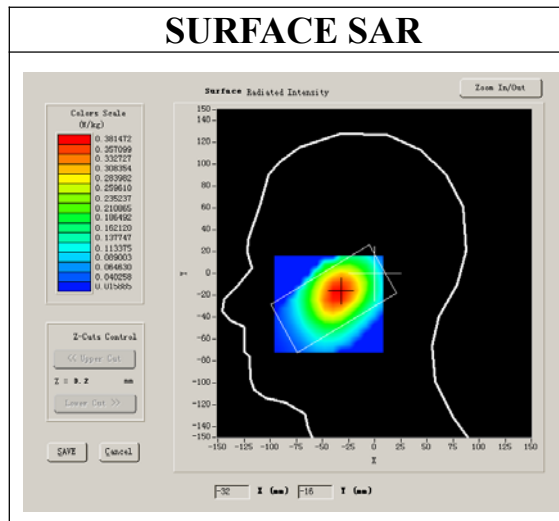 SURFACE SAR
Surface Radiated Intensity
Zoom In/Out
Colors Scale
(W/kg)
0.381472
0.357099
0.332727
0.308354
0.283982
0.259610
0.235237
0.210865
0.186492
0.162120
0.137747
0.113375
0.089003
0.064630
0.040258
0.015885
Z-Cuts Control
<< Upper Cut
Z = 0.2 mm
Lower Cut >>
SAVE Cancel
150
140
120
100
80
60
40
20
0
-20
-40
-60
-80
-100
-120
-140
-150
Y
-150 -125 -100 -75 -50 -25 0 25 50 75 100 125 150
X
-32 X (mm) -16 Y (mm)